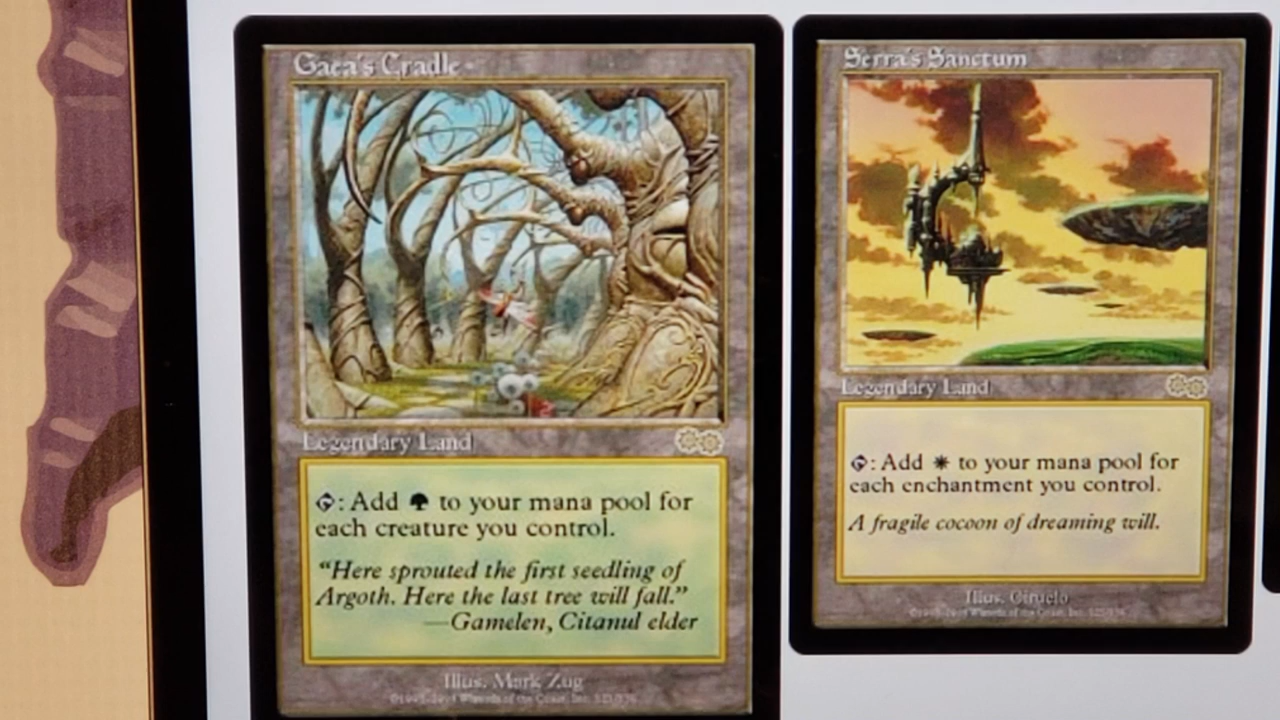 Gaea's Cradle
Legendary Land
: Add to your mana pool for
each creature you control.
"Here sprouted the first seedling of
Argoth. Here the last tree will fall."
—Gamelen, Citanul elder
Illus. Mark Zug
Serra's Sanctum
Legendary Land
: Add to your mana pool for
each enchantment you control.
A fragile cocoon of dreaming will.
Illus. Ciruelo